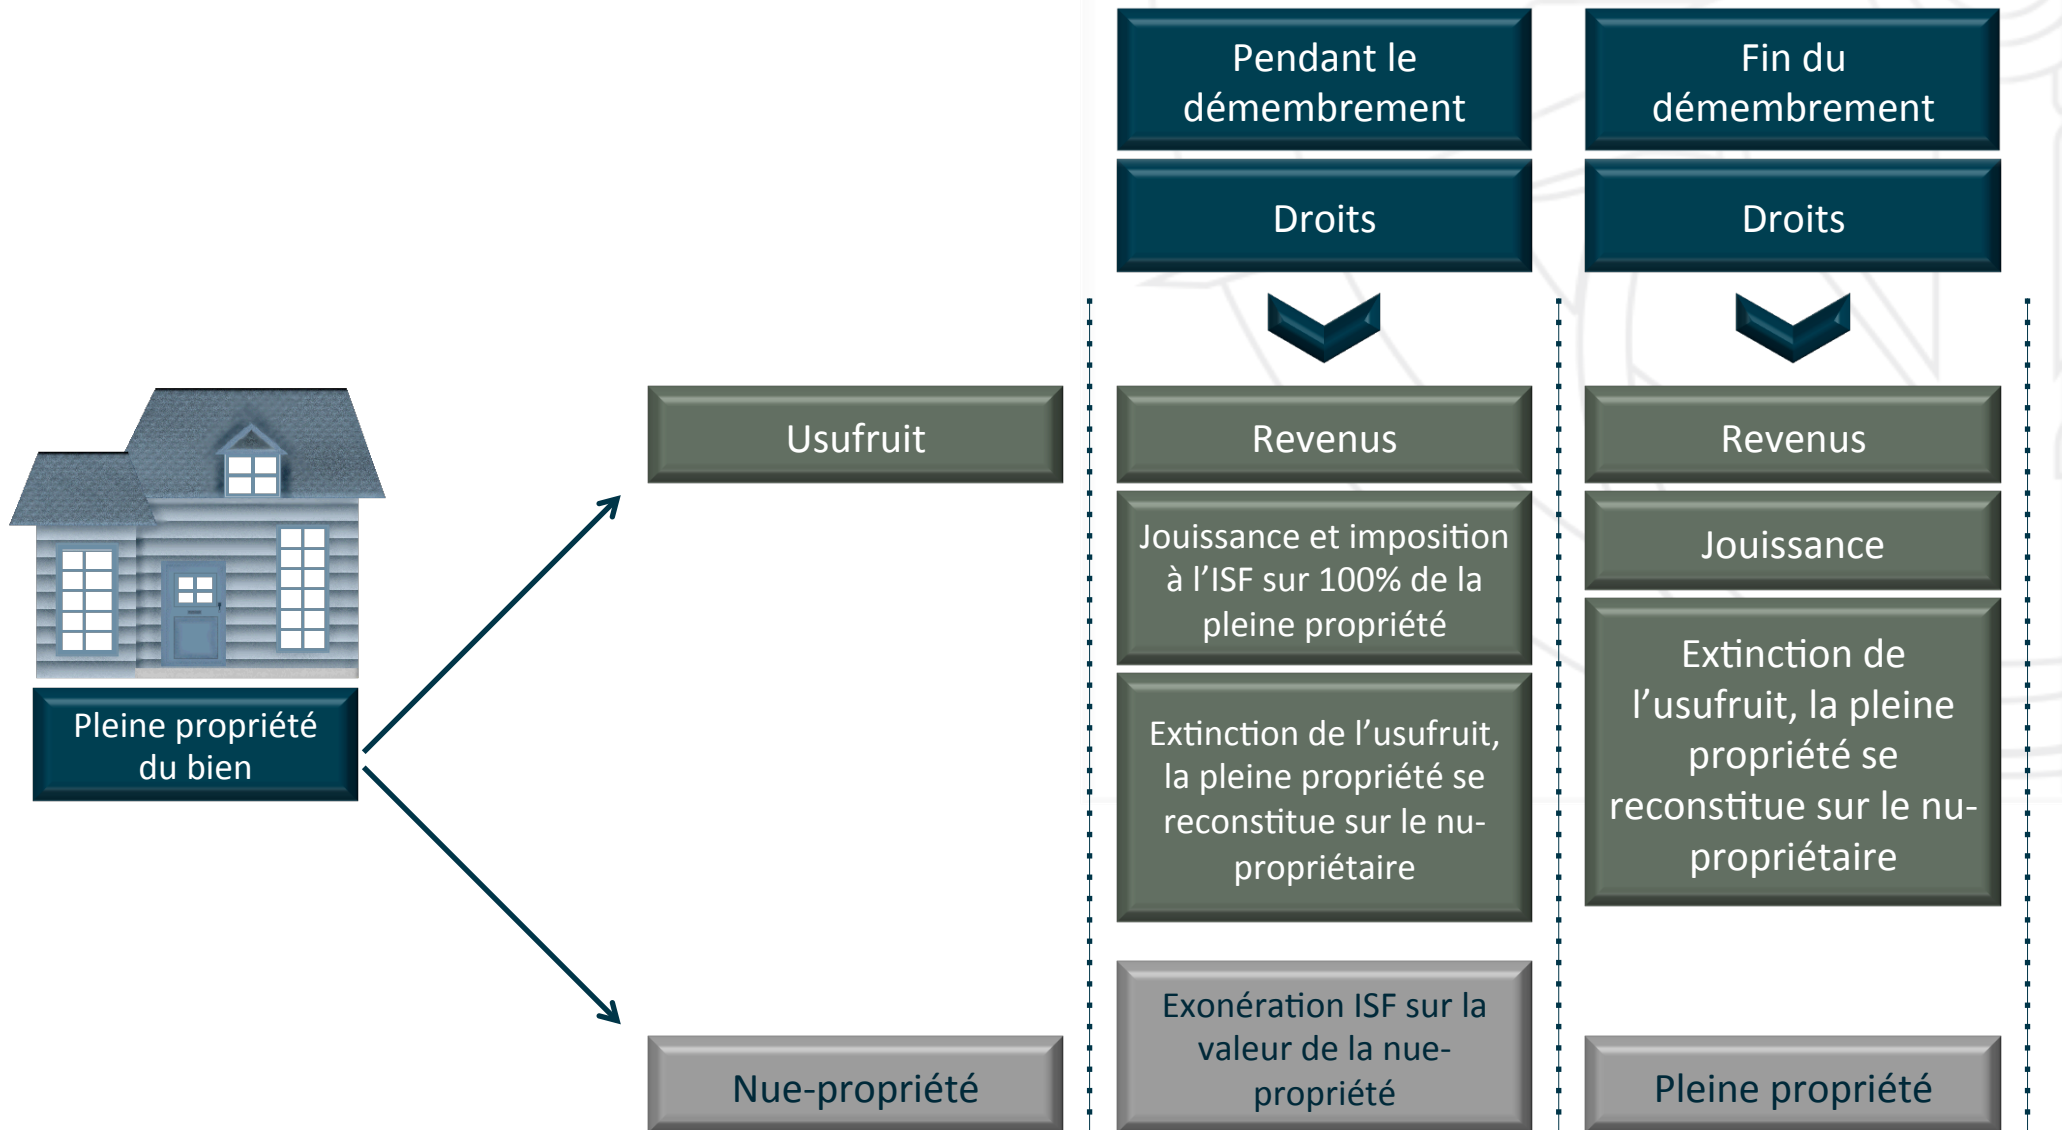 Pendant le
démembrement
Fin du
démembrement
Droits
Droits
Usufruit
Revenus
Revenus
Jouissance et imposition
à l’ISF sur 100% de la
pleine propriété
Jouissance
Extinction de l’usufruit,
la pleine propriété se
reconstitue sur le nu-
propriétaire
Extinction de
l’usufruit, la pleine
propriété se
reconstitue sur le nu-
propriétaire
Pleine propriété
du bien
Nue-propriété
Exonération ISF sur la
valeur de la nue-
propriété
Pleine propriété